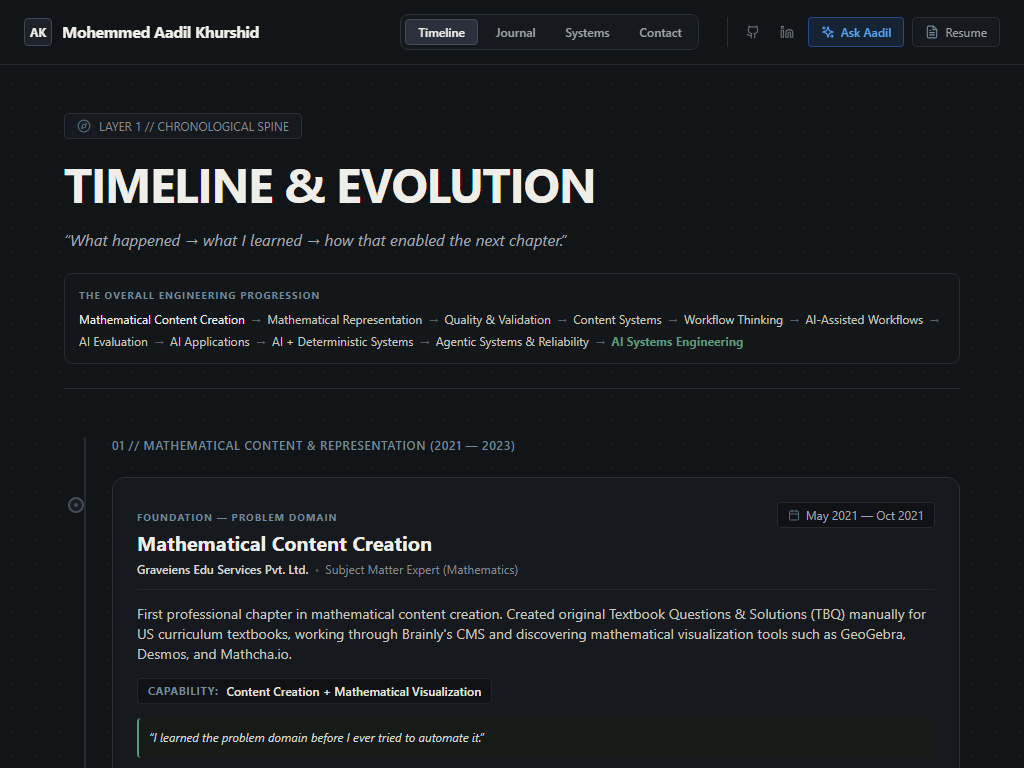 AK Mohemmed Aadil Khurshid Timeline Journal Systems Contact Ask Aadil Resume
LAYER 1 // CHRONOLOGICAL SPINE
TIMELINE & EVOLUTION
“What happened → what I learned → how that enabled the next chapter.”
THE OVERALL ENGINEERING PROGRESSION
Mathematical Content Creation → Mathematical Representation → Quality & Validation → Content Systems → Workflow Thinking → AI-Assisted Workflows →
AI Evaluation → AI Applications → AI + Deterministic Systems → Agentic Systems & Reliability → AI Systems Engineering
01 // MATHEMATICAL CONTENT & REPRESENTATION (2021 — 2023)
FOUNDATION — PROBLEM DOMAIN
May 2021 — Oct 2021
Mathematical Content Creation
Graveiens Edu Services Pvt. Ltd. • Subject Matter Expert (Mathematics)
First professional chapter in mathematical content creation. Created original Textbook Questions & Solutions (TBQ) manually for
US curriculum textbooks, working through Brainly's CMS and discovering mathematical visualization tools such as GeoGebra,
Desmos, and Mathcha.io.
CAPABILITY: Content Creation + Mathematical Visualization
“I learned the problem domain before I ever tried to automate it.”